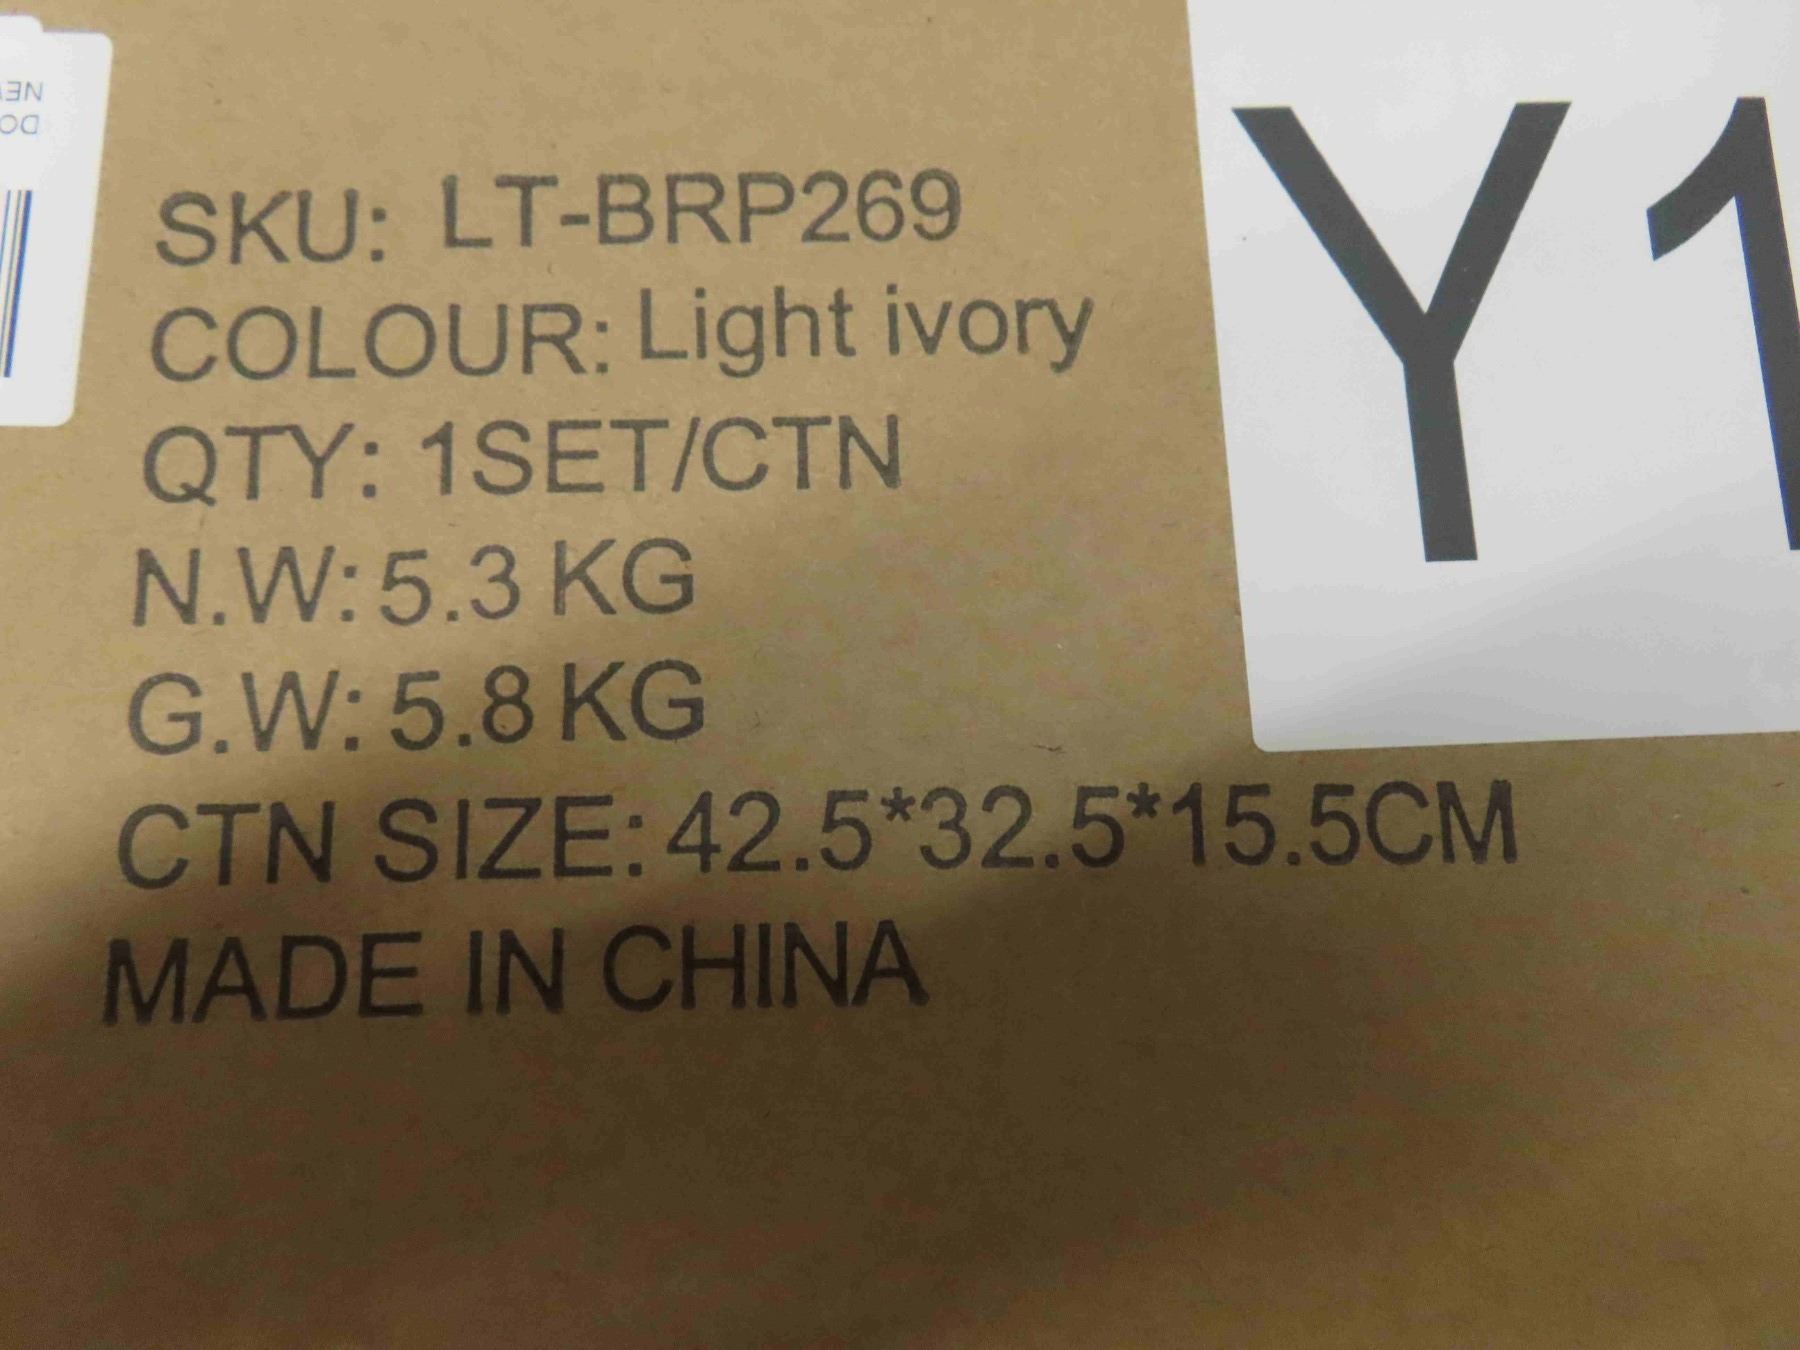 SKU: LT-BRP269
COLOUR: Light ivory
QTY: 1SET/CTN
N.W: 5.3 KG
G.W: 5.8 KG
CTN SIZE: 42.5*32.5*15.5CM
MADE IN CHINA
Y1